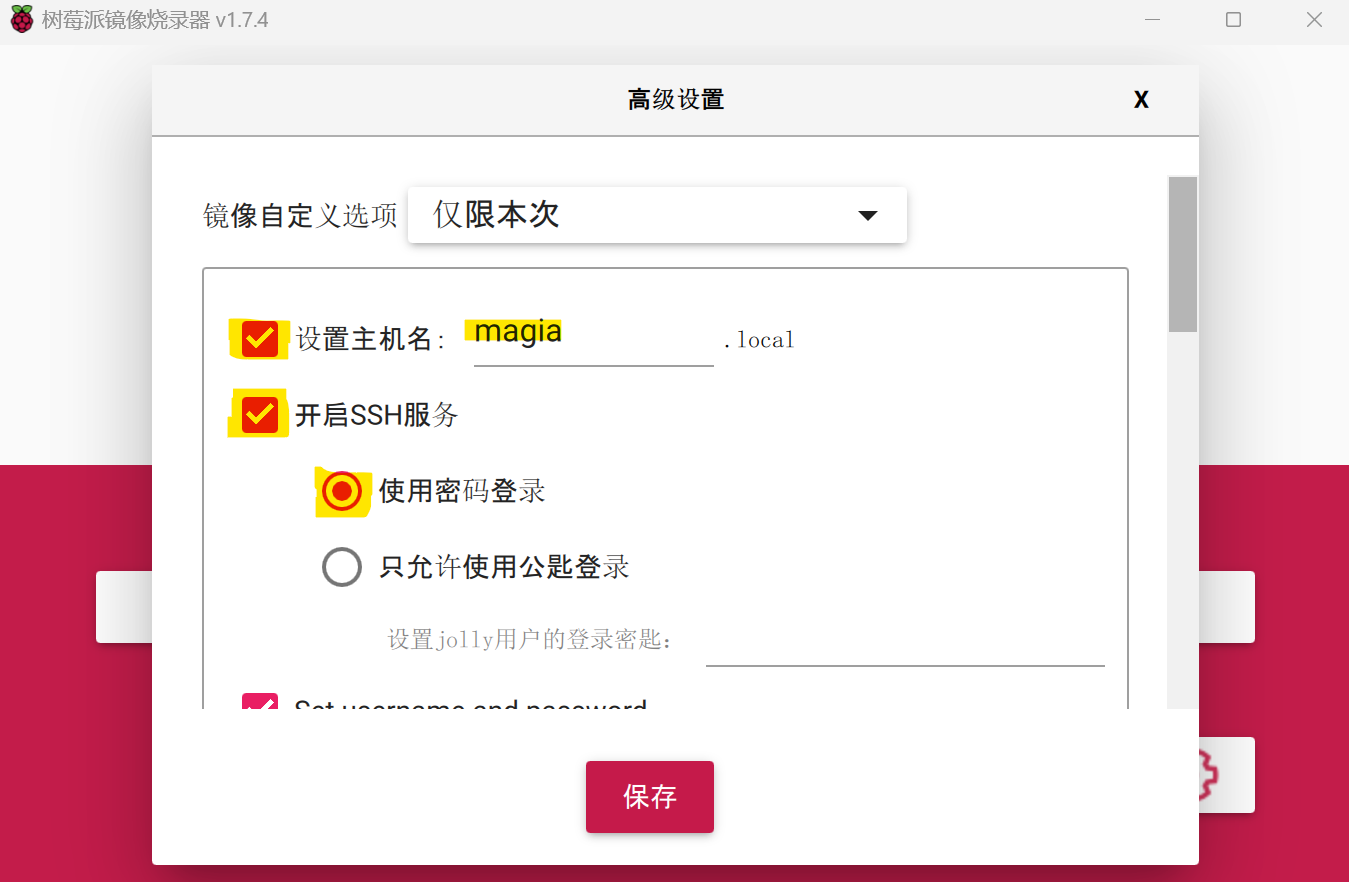 树莓派镜像烧录器 v1.7.4
高级设置 X
镜像自定义选项 仅限本次
设置主机名: magia .local
开启SSH服务
使用密码登录
只允许使用公匙登录
设置jolly用户的登录密匙:
Set username and password
保存